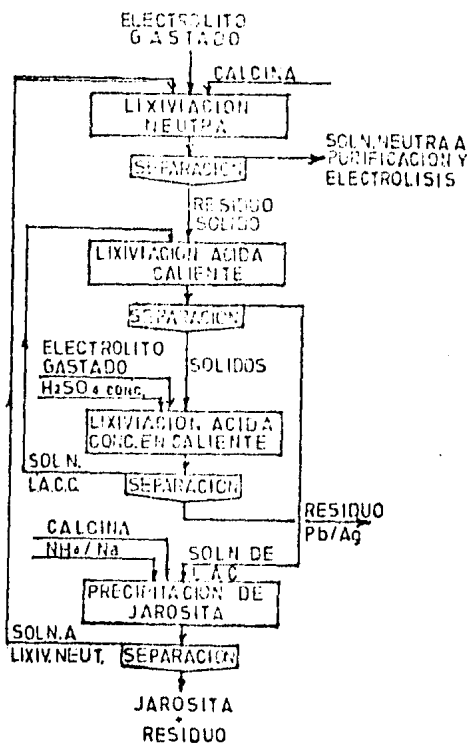 ELECTROLITO
GASTADO
CALCINA
LIXIVIACION
NEUTRA
SEPARACION
SOLN. NEUTRA A
PURIFICACION Y
ELECTROLISIS
RESIDUO
SOLIDO
LIXIVIACION ACIDA
CALIENTE
SEPARACION
ELECTROLITO
GASTADO
H2SO4 CONC.
SOLIDOS
LIXIVIACION ACIDA
CONC. EN CALIENTE
SOLN.
L.A.C.C.
SEPARACION
RESIDUO
Pb/Ag
CALCINA
NH4/Na
SOLN DE
L.A.C.
PRECIPITACION DE
JAROSITA
SOLN. A
LIXIV. NEUT.
SEPARACION
JAROSITA
+
RESIDUO